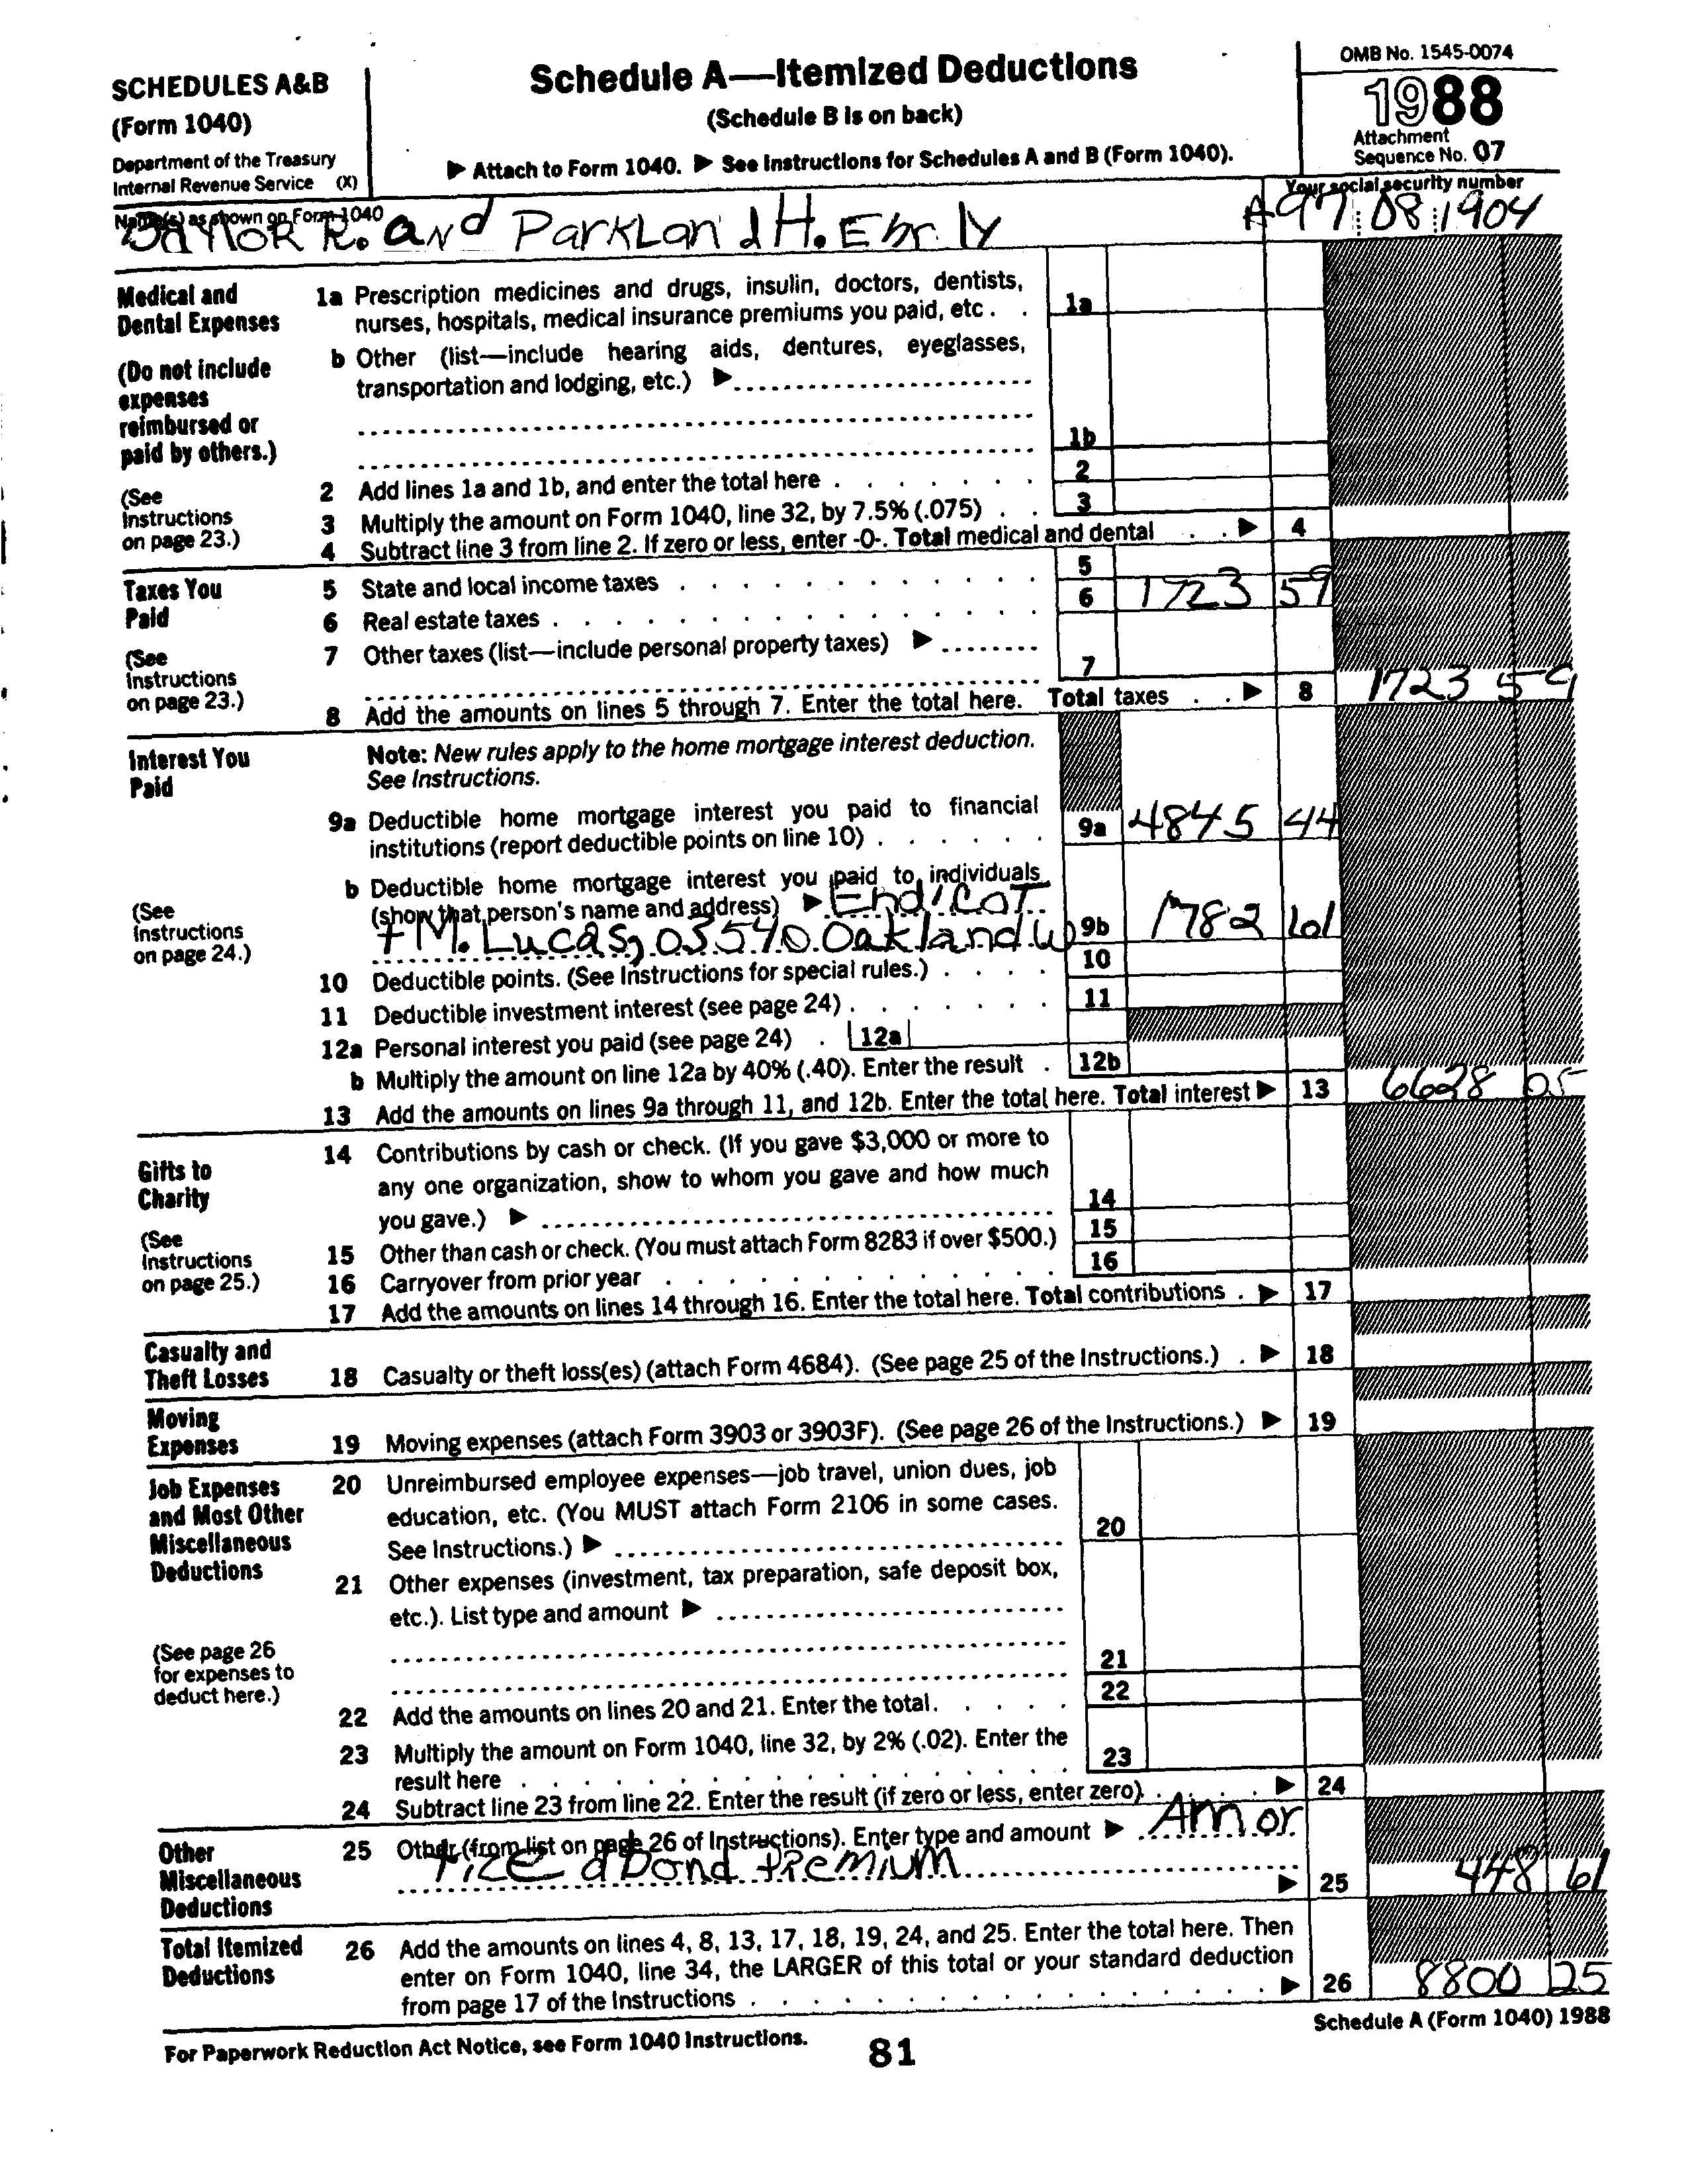 SCHEDULES A&B
(Form 1040)
Department of the Treasury
Internal Revenue Service (X)
Schedule A—Itemized Deductions
(Schedule B is on back)
▶ Attach to Form 1040. ▶ See Instructions for Schedules A and B (Form 1040).
OMB No. 1545-0074
1988
Attachment
Sequence No. 07
Name(s) as shown on Form 1040
Your social security number
R. and Parkland H. Ebr ly
A97 08 1904
Medical and
Dental Expenses
(Do not include
expenses
reimbursed or
paid by others.)
(See
Instructions
on page 23.)
1a Prescription medicines and drugs, insulin, doctors, dentists,
nurses, hospitals, medical insurance premiums you paid, etc . . 1a
b Other (list—include hearing aids, dentures, eyeglasses,
transportation and lodging, etc.) ▶
1b
2 Add lines 1a and 1b, and enter the total here . . . . . . . 2
3 Multiply the amount on Form 1040, line 32, by 7.5% (.075) . . 3
4 Subtract line 3 from line 2. If zero or less, enter -0-. Total medical and dental . . ▶ 4
Taxes You
Paid
(See
Instructions
on page 23.)
5 State and local income taxes . . . . . . . . . . . . 5
6 Real estate taxes . . . . . . . . . . . . . 6 1723 59
7 Other taxes (list—include personal property taxes) ▶
7
8 Add the amounts on lines 5 through 7. Enter the total here. Total taxes . . ▶ 8 1723 59
Interest You
Paid
(See
Instructions
on page 24.)
Note: New rules apply to the home mortgage interest deduction.
See Instructions.
9a Deductible home mortgage interest you paid to financial
institutions (report deductible points on line 10) . . . . . . 9a 4845 44
b Deductible home mortgage interest you paid to individuals
(show that person's name and address) ▶ Endicot
+ M. Lucas, 03540 Oakland W 9b 1782 61
10 Deductible points. (See Instructions for special rules.) . . . . 10
11 Deductible investment interest (see page 24) . . . . . . . 11
12a Personal interest you paid (see page 24) . 12a
b Multiply the amount on line 12a by 40% (.40). Enter the result . 12b
13 Add the amounts on lines 9a through 11, and 12b. Enter the total here. Total interest ▶ 13 6628 05
Gifts to
Charity
(See
Instructions
on page 25.)
14 Contributions by cash or check. (If you gave $3,000 or more to
any one organization, show to whom you gave and how much
you gave.) ▶ 14
15 Other than cash or check. (You must attach Form 8283 if over $500.) 15
16 Carryover from prior year . . . . . . . . . . . . 16
17 Add the amounts on lines 14 through 16. Enter the total here. Total contributions . ▶ 17
Casualty and
Theft Losses
18 Casualty or theft loss(es) (attach Form 4684). (See page 25 of the Instructions.) . ▶ 18
Moving
Expenses
19 Moving expenses (attach Form 3903 or 3903F). (See page 26 of the Instructions.) ▶ 19
Job Expenses
and Most Other
Miscellaneous
Deductions
(See page 26
for expenses to
deduct here.)
20 Unreimbursed employee expenses—job travel, union dues, job
education, etc. (You MUST attach Form 2106 in some cases.
See Instructions.) ▶ 20
21 Other expenses (investment, tax preparation, safe deposit box,
etc.). List type and amount ▶
21
22 Add the amounts on lines 20 and 21. Enter the total. . . . . 22
23 Multiply the amount on Form 1040, line 32, by 2% (.02). Enter the
result here . . . . . . . . . . . . . . . . . 23
24 Subtract line 23 from line 22. Enter the result (if zero or less, enter zero). . . . . ▶ 24
Other
Miscellaneous
Deductions
25 Other (from list on page 26 of Instructions). Enter type and amount ▶ Amor
tize d Bond Premium
▶ 25 448 61
Total Itemized
Deductions
26 Add the amounts on lines 4, 8, 13, 17, 18, 19, 24, and 25. Enter the total here. Then
enter on Form 1040, line 34, the LARGER of this total or your standard deduction
from page 17 of the Instructions . . . . . . . . . . . . . . . . . ▶ 26 8800 25
For Paperwork Reduction Act Notice, see Form 1040 Instructions.
81
Schedule A (Form 1040) 1988